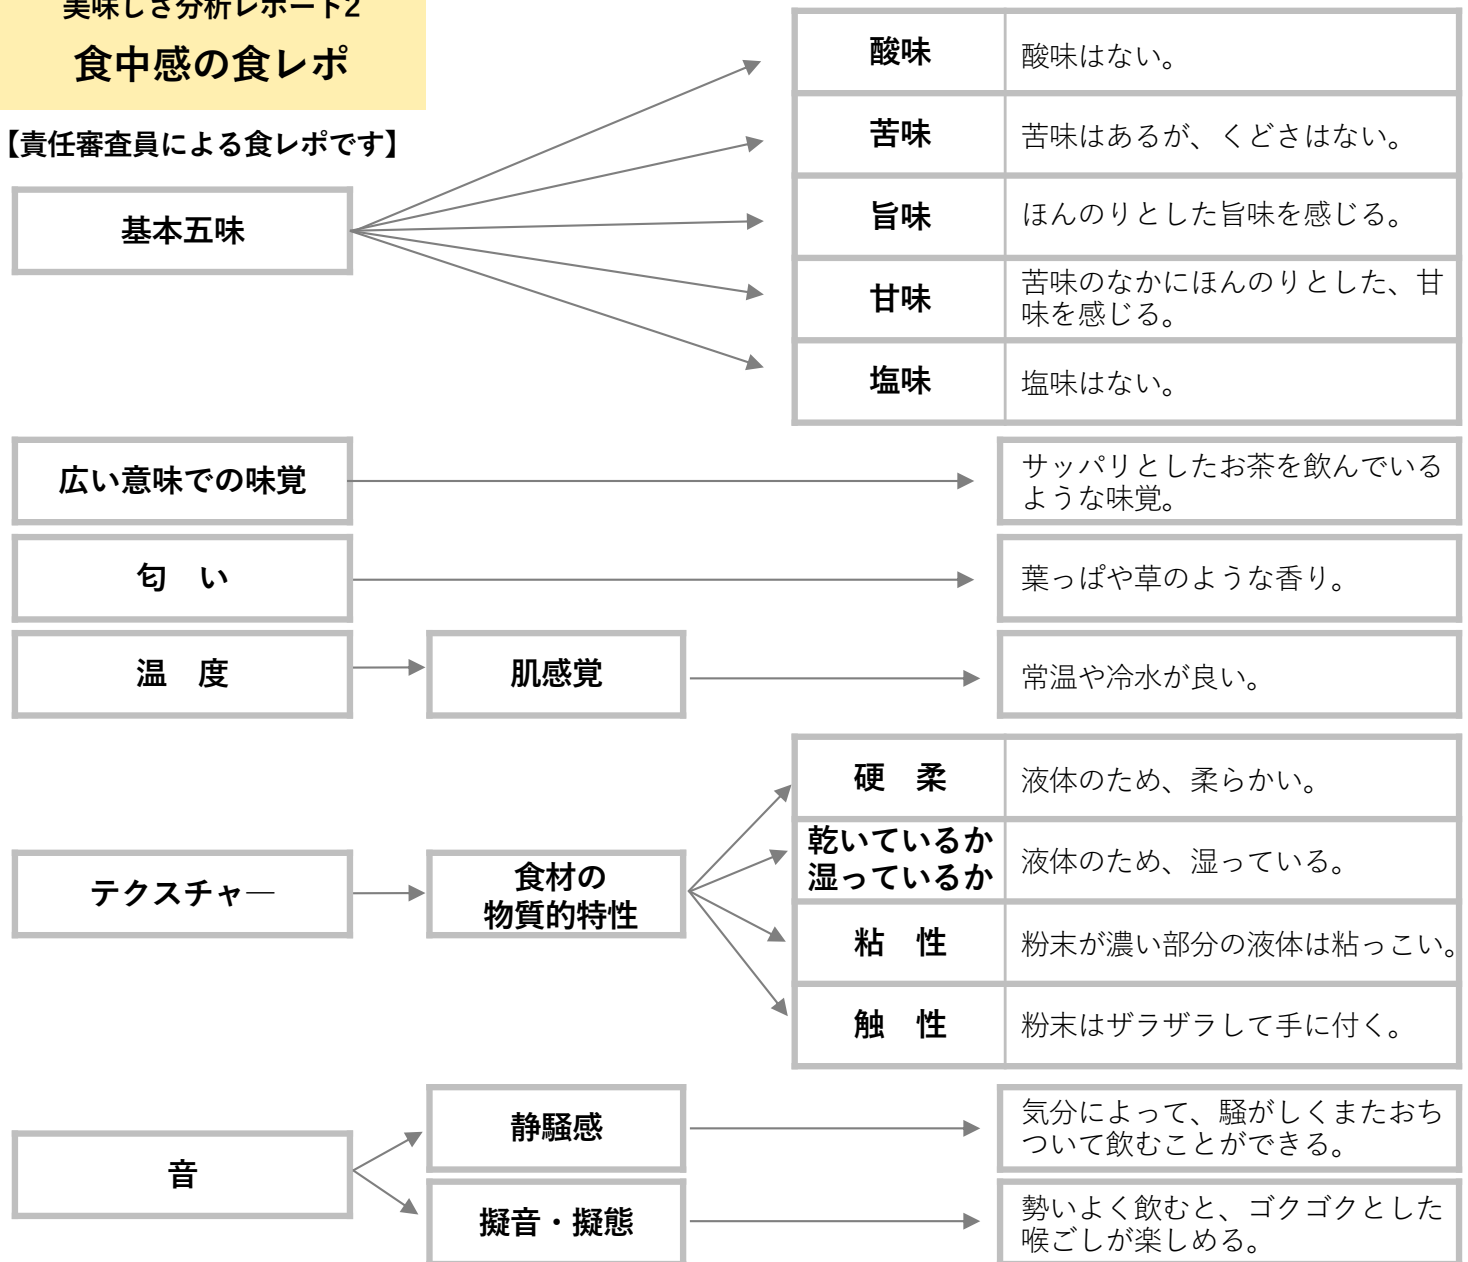 美味しさ分析レポート2
食中感の食レポ
【責任審査員による食レポです】
基本五味
酸味
酸味はない。
苦味
苦味はあるが、くどさはない。
旨味
ほんのりとした旨味を感じる。
甘味
苦味のなかにほんのりとした、甘
味を感じる。
塩味
塩味はない。
広い意味での味覚
サッパリとしたお茶を飲んでいる
ような味覚。
匂　い
葉っぱや草のような香り。
温　度
肌感覚
常温や冷水が良い。
テクスチャ―
食材の
物質的特性
硬　柔
液体のため、柔らかい。
乾いているか
湿っているか
液体のため、湿っている。
粘　性
粉末が濃い部分の液体は粘っこい。
触　性
粉末はザラザラして手に付く。
音
静騒感
気分によって、騒がしくまたおち
ついて飲むことができる。
擬音・擬態
勢いよく飲むと、ゴクゴクとした
喉ごしが楽しめる。